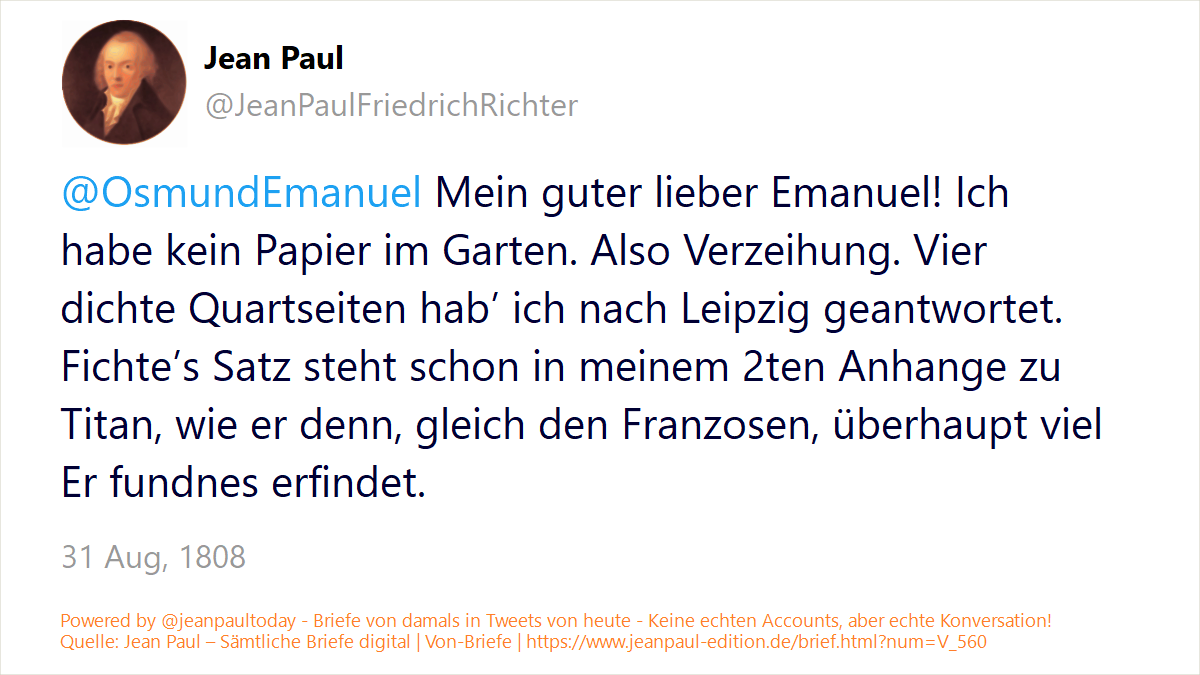 Jean Paul
@JeanPaulFriedrichRichter
@OsmundEmanuel Mein guter lieber Emanuel! Ich
habe kein Papier im Garten. Also Verzeihung. Vier
dichte Quartseiten hab’ ich nach Leipzig geantwortet.
Fichte’s Satz steht schon in meinem 2ten Anhange zu
Titan, wie er denn, gleich den Franzosen, überhaupt viel
Er fundnes erfindet.
31 Aug, 1808
Powered by @jeanpaultoday - Briefe von damals in Tweets von heute - Keine echten Accounts, aber echte Konversation!
Quelle: Jean Paul – Sämtliche Briefe digital | Von-Briefe | https://www.jeanpaul-edition.de/brief.html?num=V_560